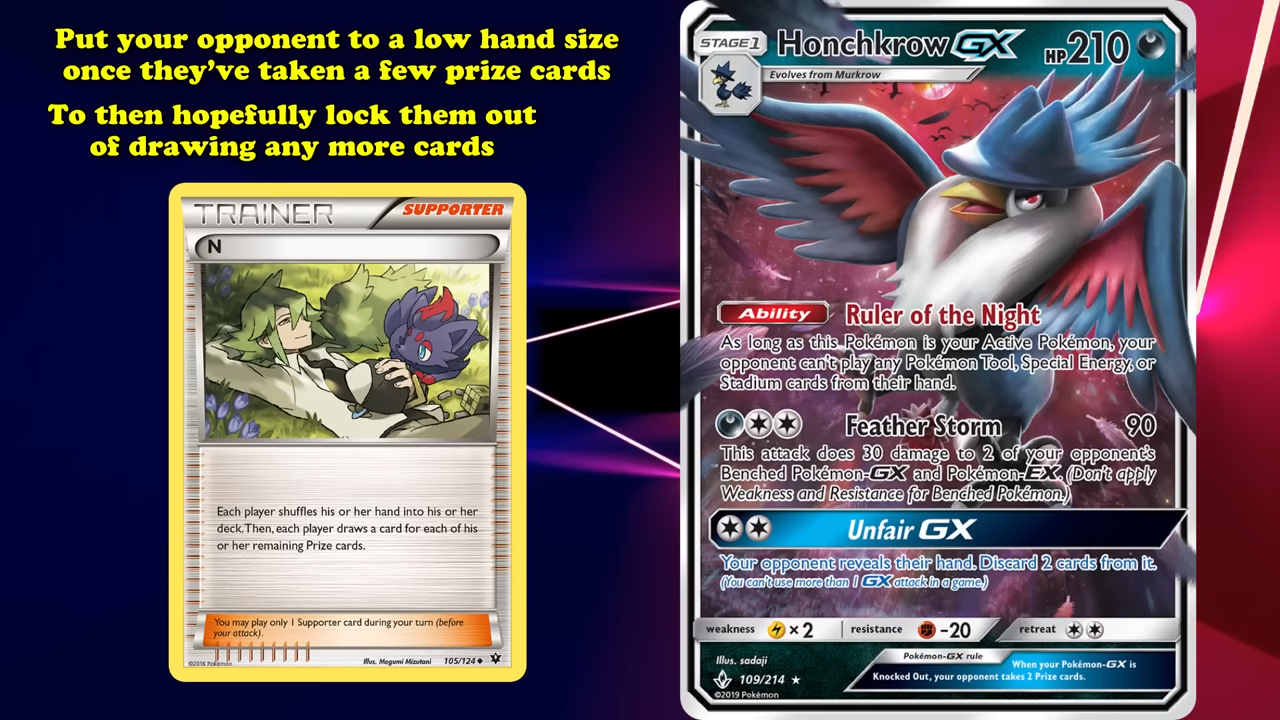 Put your opponent to a low hand size
once they've taken a few prize cards
To then hopefully lock them out
of drawing any more cards
TRAINER SUPPORTER
N
Each player shuffles his or her hand into his or her
deck. Then, each player draws a card for each of his
or her remaining Prize cards.
You may play only 1 Supporter card during your turn (before
your attack).
©2016 Pokémon Illus. Megumi Mizutani 105/124
STAGE1 Honchkrow GX HP210
Evolves from Murkrow
Ability Ruler of the Night
As long as this Pokémon is your Active Pokémon, your
opponent can't play any Pokémon Tool, Special Energy, or
Stadium cards from their hand.
Feather Storm 90
This attack does 30 damage to 2 of your opponent's
Benched Pokémon-GX and Pokémon-EX. (Don't apply
Weakness and Resistance for Benched Pokémon.)
Unfair GX
Your opponent reveals their hand. Discard 2 cards from it.
(You can't use more than 1 GX attack in a game.)
weakness ×2 resistance -20 retreat
Illus. sadaji
109/214
©2019 Pokémon
Pokémon-GX rule
When your Pokémon-GX is
Knocked Out, your opponent takes 2 Prize cards.